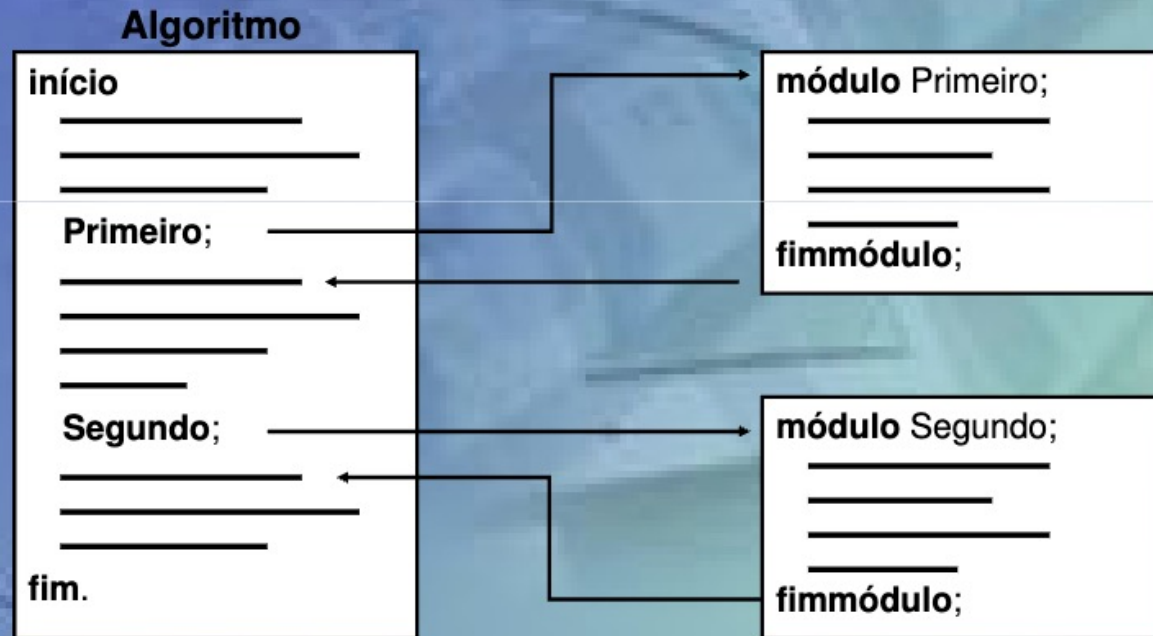 Algoritmo
início
Primeiro;
Segundo;
fim.
módulo Primeiro;
fimmódulo;
módulo Segundo;
fimmódulo;